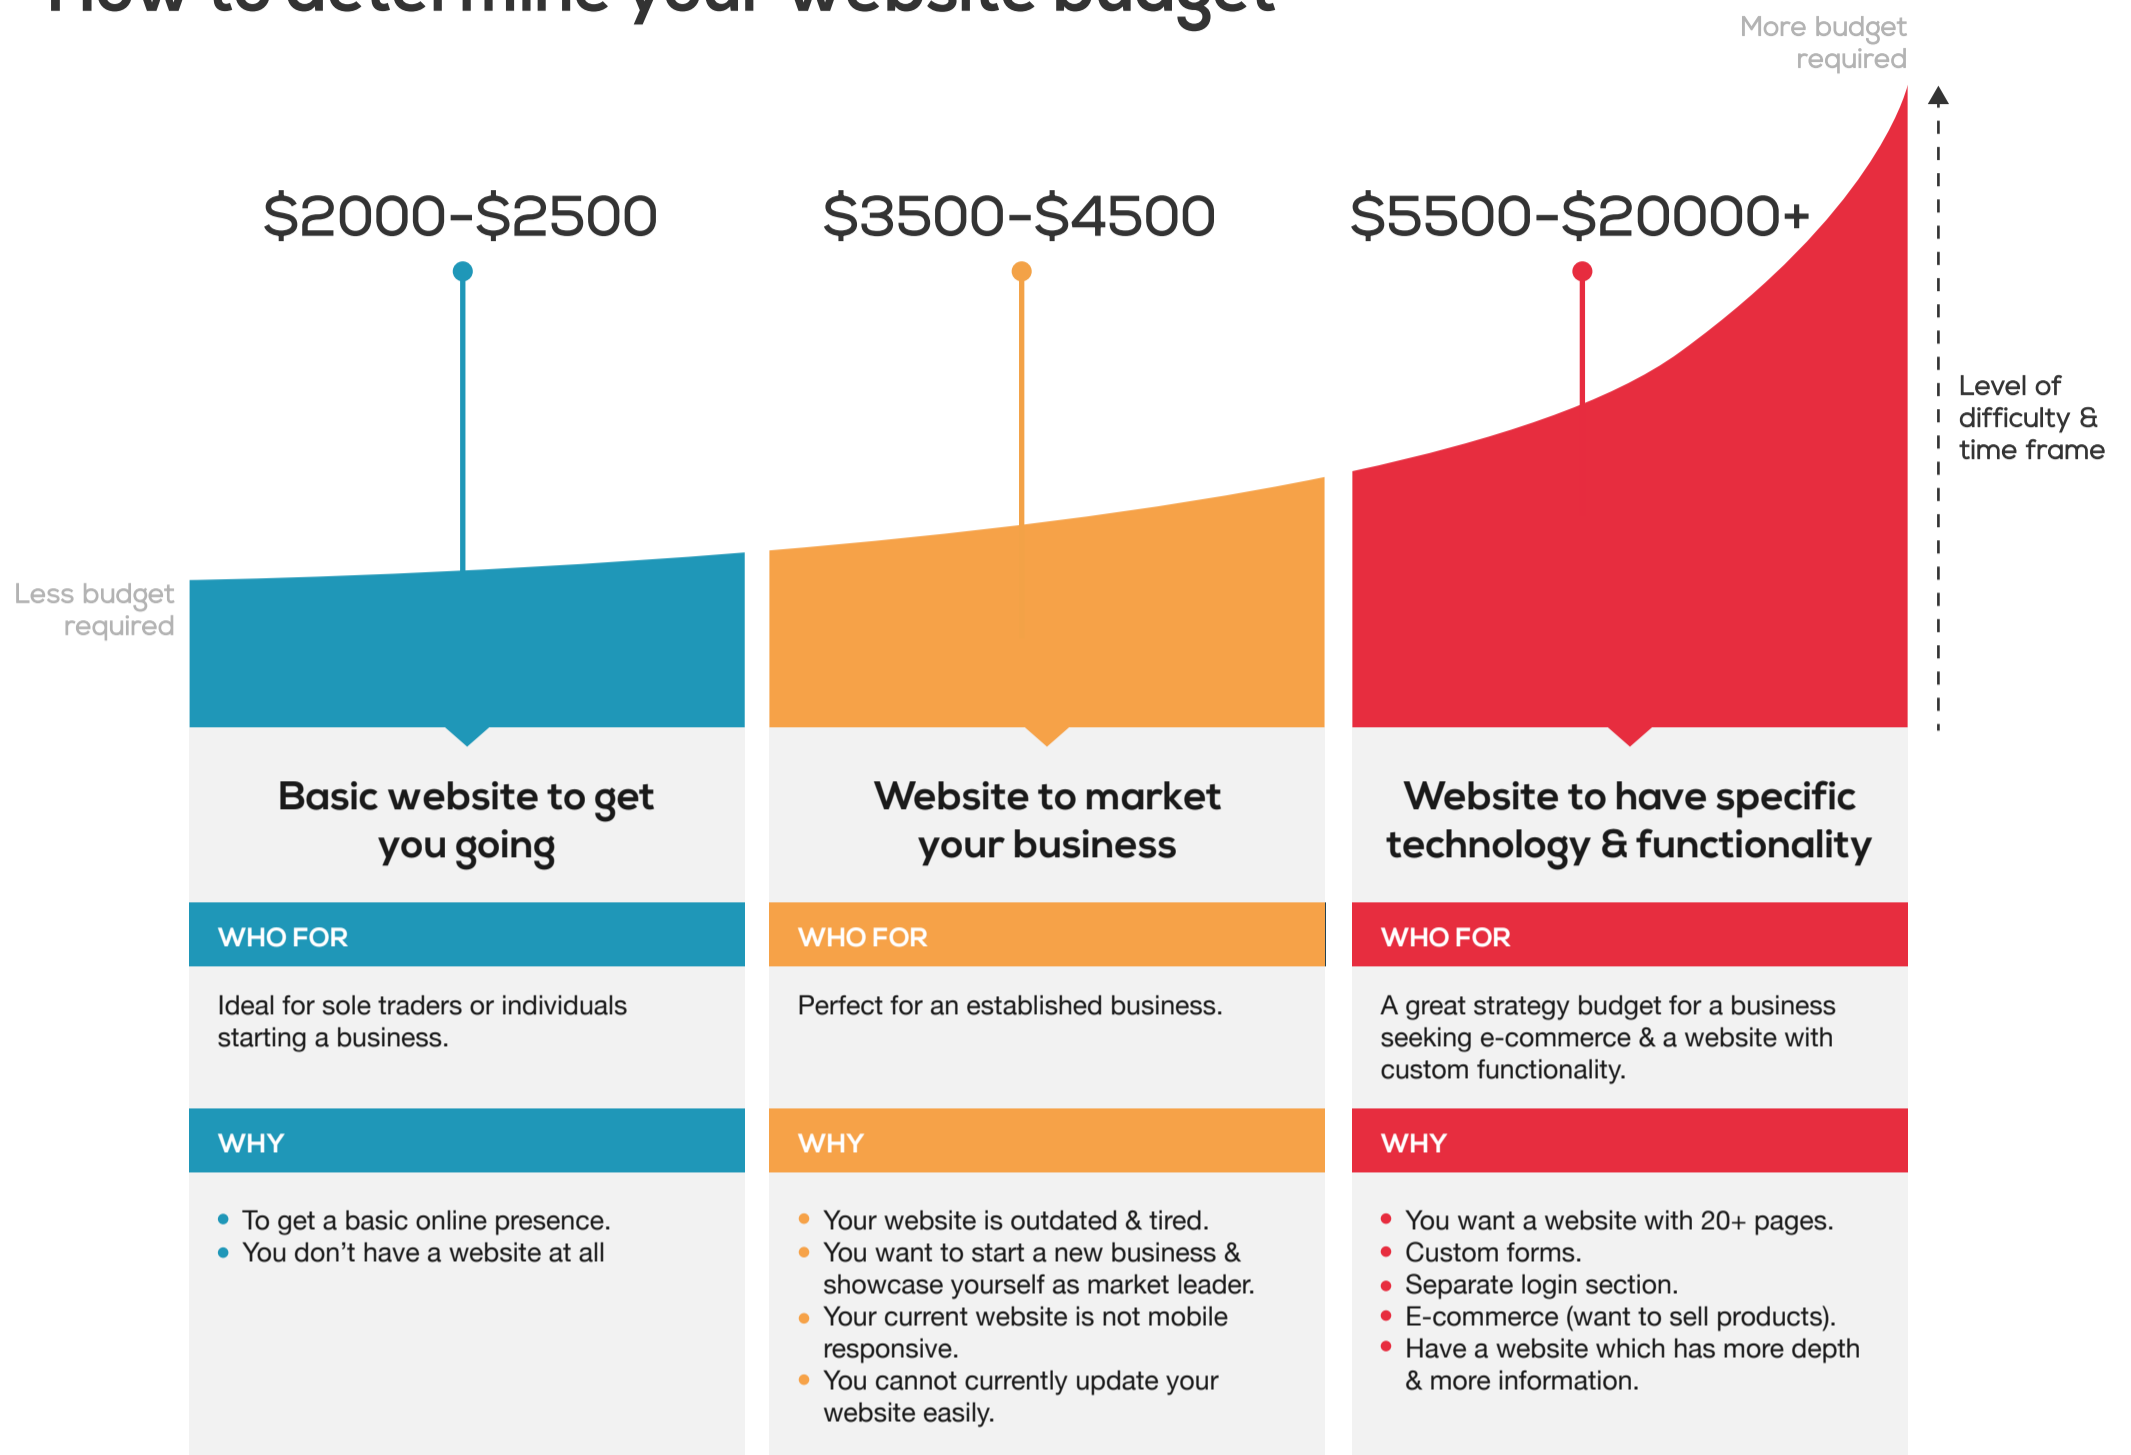 How to determine your website budget
More budget
required
$2000-$2500
$3500-$4500
$5500-$20000+
Level of
difficulty &
time frame
Less budget
required
Basic website to get
you going
WHO FOR
Ideal for sole traders or individuals
starting a business.
WHY
• To get a basic online presence.
• You don’t have a website at all
Website to market
your business
WHO FOR
Perfect for an established business.
WHY
• Your website is outdated & tired.
• You want to start a new business &
showcase yourself as market leader.
• Your current website is not mobile
responsive.
• You cannot currently update your
website easily.
Website to have specific
technology & functionality
WHO FOR
A great strategy budget for a business
seeking e-commerce & a website with
custom functionality.
WHY
• You want a website with 20+ pages.
• Custom forms.
• Separate login section.
• E-commerce (want to sell products).
• Have a website which has more depth
& more information.